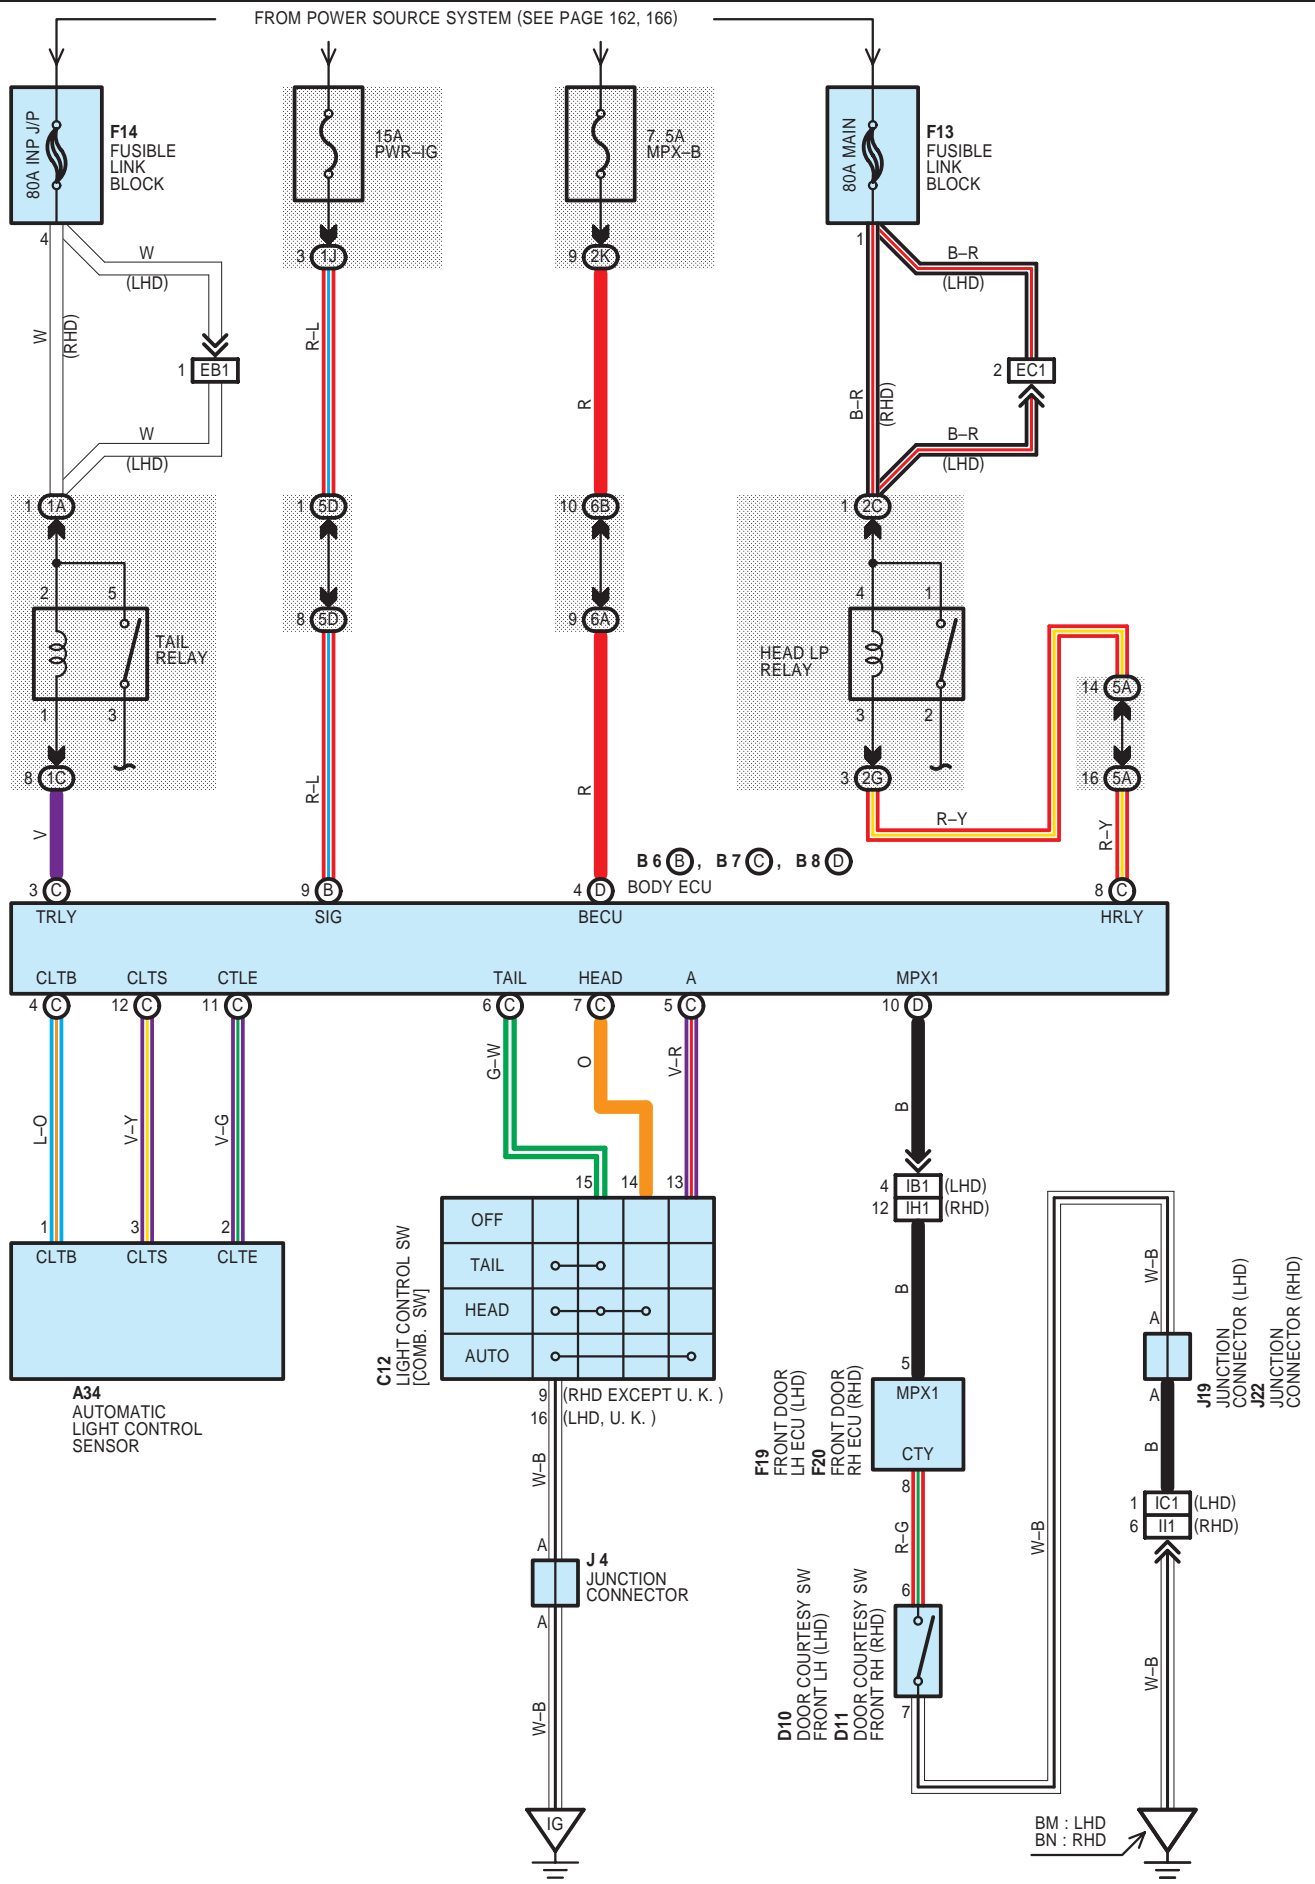 FROM POWER SOURCE SYSTEM (SEE PAGE 162, 166)
80A INP J/P
F14
FUSIBLE
LINK
BLOCK
15A
PWR–IG
7. 5A
MPX–B
80A MAIN
F13
FUSIBLE
LINK
BLOCK
4
W
(LHD)
W
(RHD)
1 EB1
W
(LHD)
3 1J
R–L
9 2K
R
1
B–R
(LHD)
B–R
(RHD)
2 EC1
B–R
(LHD)
1 1A
1 5D
10 6B
1 2C
2 5
TAIL
RELAY
1 3
8 5D
9 6A
4 1
HEAD LP
RELAY
3 2
14 5A
8 1C
3 2G
16 5A
V
R–L
R
R–Y
R–Y
B 6 B , B 7 C , B 8 D
BODY ECU
3 C
9 B
4 D
8 C
TRLY
SIG
BECU
HRLY
CLTB
CLTS
CTLE
TAIL
HEAD
A
MPX1
4 C
12 C
11 C
6 C
7 C
5 C
10 D
L–O
V–Y
V–G
G–W
O
V–R
B
1
3
2
15
14
13
4 IB1 (LHD)
12 IH1 (RHD)
CLTB
CLTS
CLTE
A34
AUTOMATIC
LIGHT CONTROL
SENSOR
C12
LIGHT CONTROL SW
[COMB. SW]
OFF
TAIL
HEAD
AUTO
9 (RHD EXCEPT U. K. )
16 (LHD, U. K. )
W–B
A
J 4
JUNCTION
CONNECTOR
A
W–B
IG
B
5
MPX1
CTY
F19
FRONT DOOR
LH ECU (LHD)
F20
FRONT DOOR
RH ECU (RHD)
8
R–G
6
D10
DOOR COURTESY SW
FRONT LH (LHD)
D11
DOOR COURTESY SW
FRONT RH (RHD)
7
W–B
W–B
A
J19
JUNCTION
CONNECTOR (LHD)
J22
JUNCTION
CONNECTOR (RHD)
A
B
1 IC1 (LHD)
6 II1 (RHD)
W–B
BM : LHD
BN : RHD